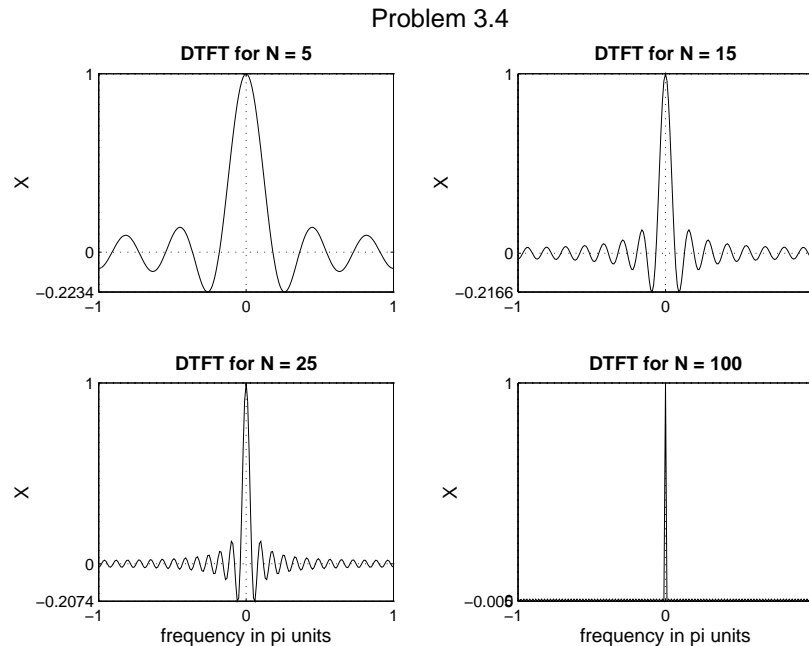 Problem 3.4
DTFT for N = 5
DTFT for N = 15
1
1
X
X
0
0
−0.2234
−0.2166
−1
0
1
−1
0
DTFT for N = 25
DTFT for N = 100
1
1
X
X
0
−0.2074
−1
0
1
−1
0
frequency in pi units
frequency in pi units